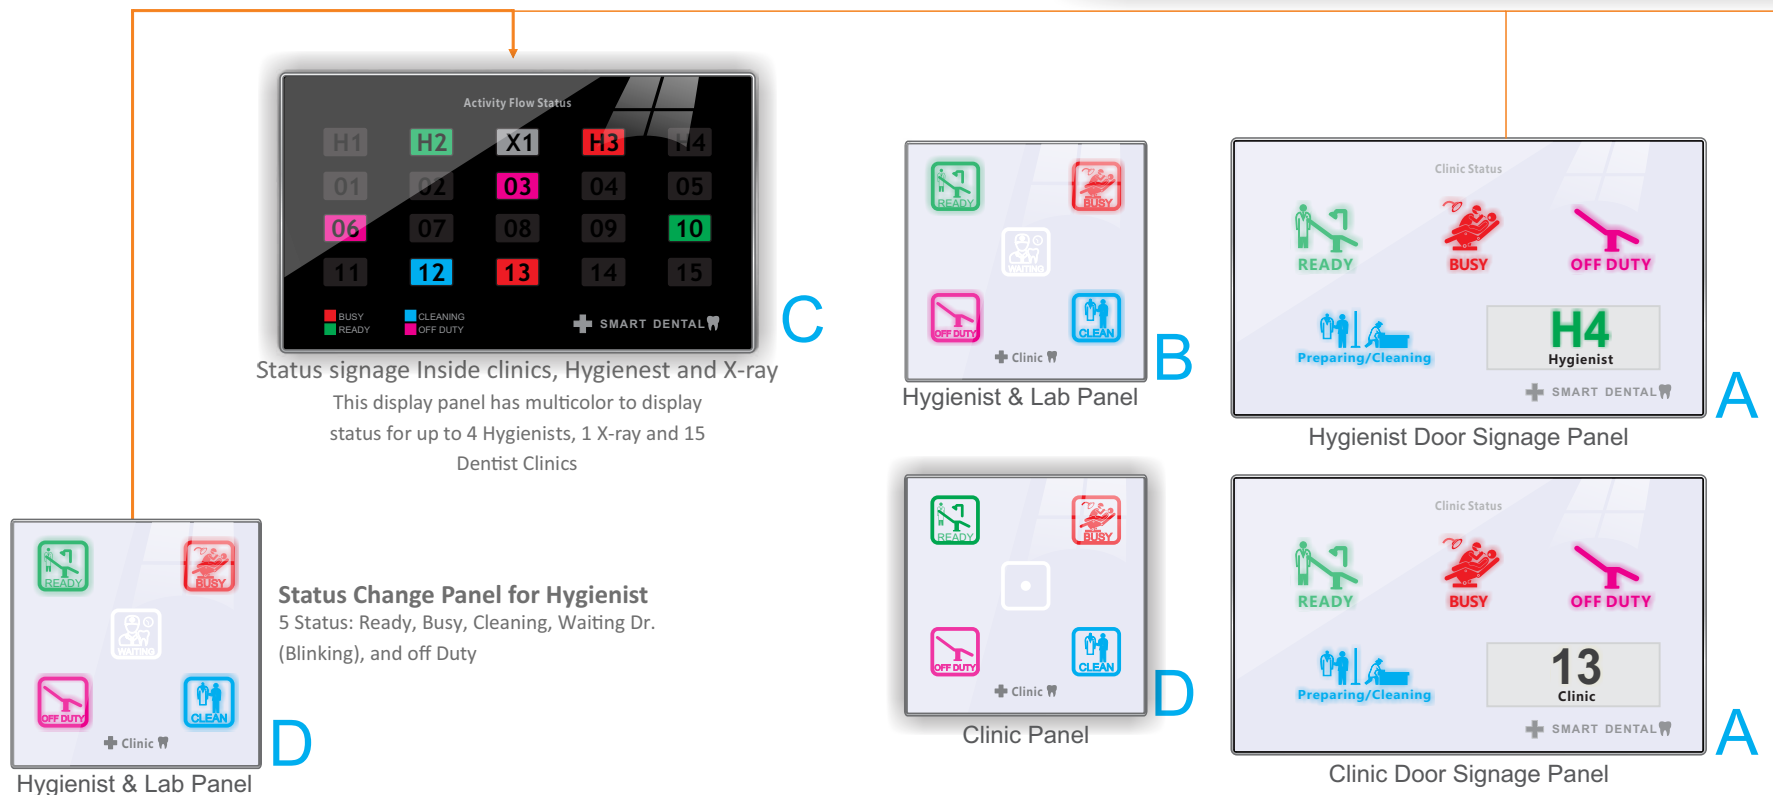 Activity Flow Status
H1 H2 X1 H3 H4
01 02 03 04 05
06 07 08 09 10
11 12 13 14 15
BUSY CLEANING
READY OFF DUTY
SMART DENTAL
C
Status signage Inside clinics, Hygienest and X-ray
This display panel has multicolor to display
status for up to 4 Hygienists, 1 X-ray and 15
Dentist Clinics
READY BUSY
WAITING
OFF DUTY CLEAN
Clinic
D
Hygienist & Lab Panel
Status Change Panel for Hygienist
5 Status: Ready, Busy, Cleaning, Waiting Dr.
(Blinking), and off Duty
READY BUSY
WAITING
OFF DUTY CLEAN
Clinic
B
Hygienist & Lab Panel
Clinic Status
READY BUSY OFF DUTY
Preparing/Cleaning
H4
Hygienist
SMART DENTAL
A
Hygienist Door Signage Panel
READY BUSY
OFF DUTY CLEAN
Clinic
D
Clinic Panel
Clinic Status
READY BUSY OFF DUTY
Preparing/Cleaning
13
Clinic
SMART DENTAL
A
Clinic Door Signage Panel